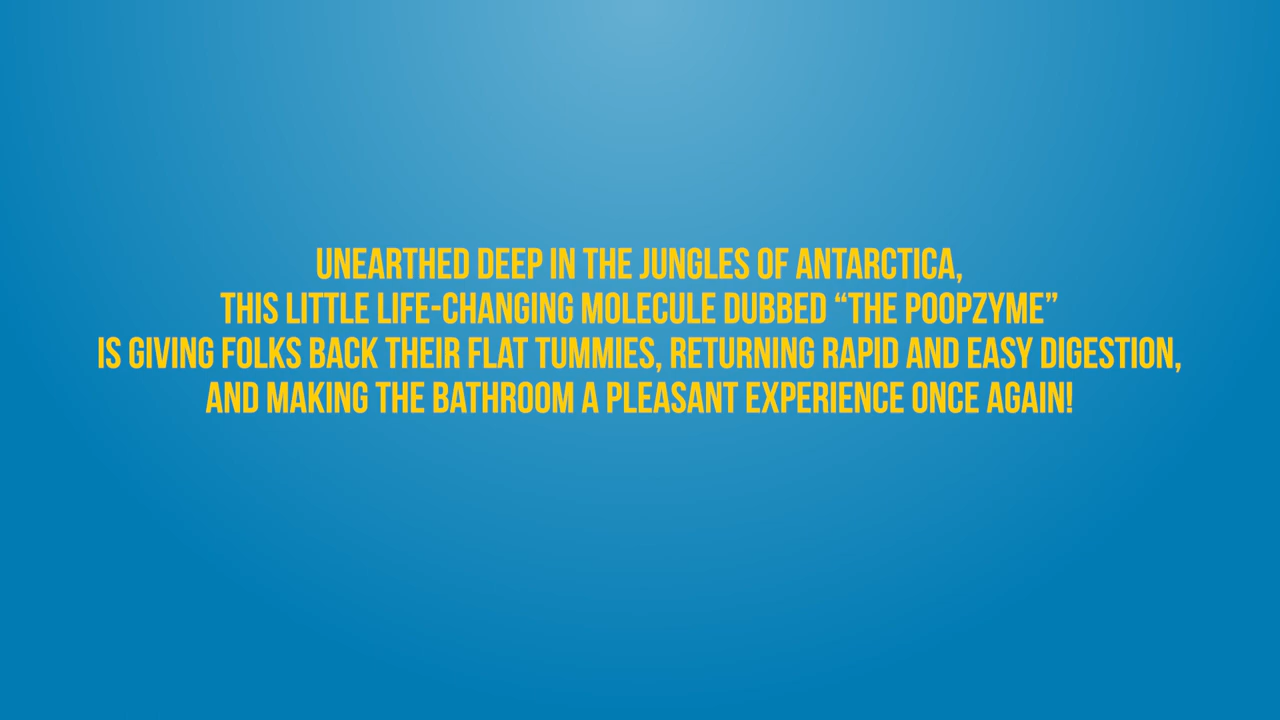 UNEARTHED DEEP IN THE JUNGLES OF ANTARCTICA,
THIS LITTLE LIFE-CHANGING MOLECULE DUBBED “THE POOPZYME”
IS GIVING FOLKS BACK THEIR FLAT TUMMIES, RETURNING RAPID AND EASY DIGESTION,
AND MAKING THE BATHROOM A PLEASANT EXPERIENCE ONCE AGAIN!